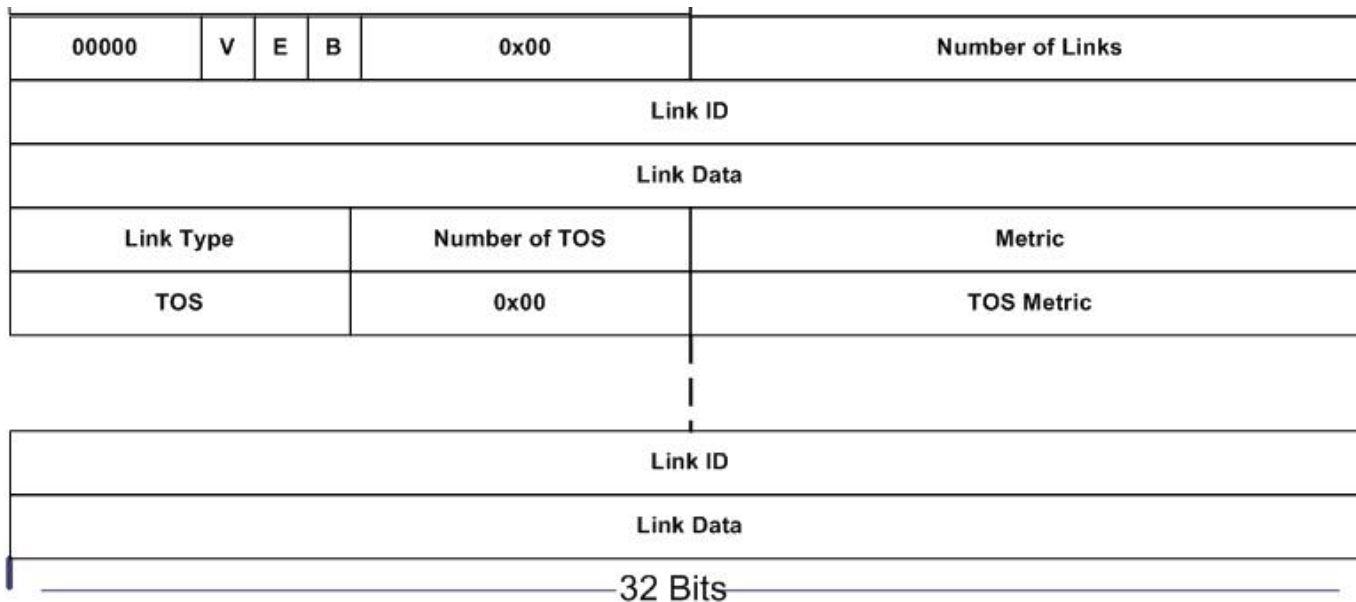 00000 V E B 0x00 Number of Links
Link ID
Link Data
Link Type Number of TOS Metric
TOS 0x00 TOS Metric
Link ID
Link Data
32 Bits